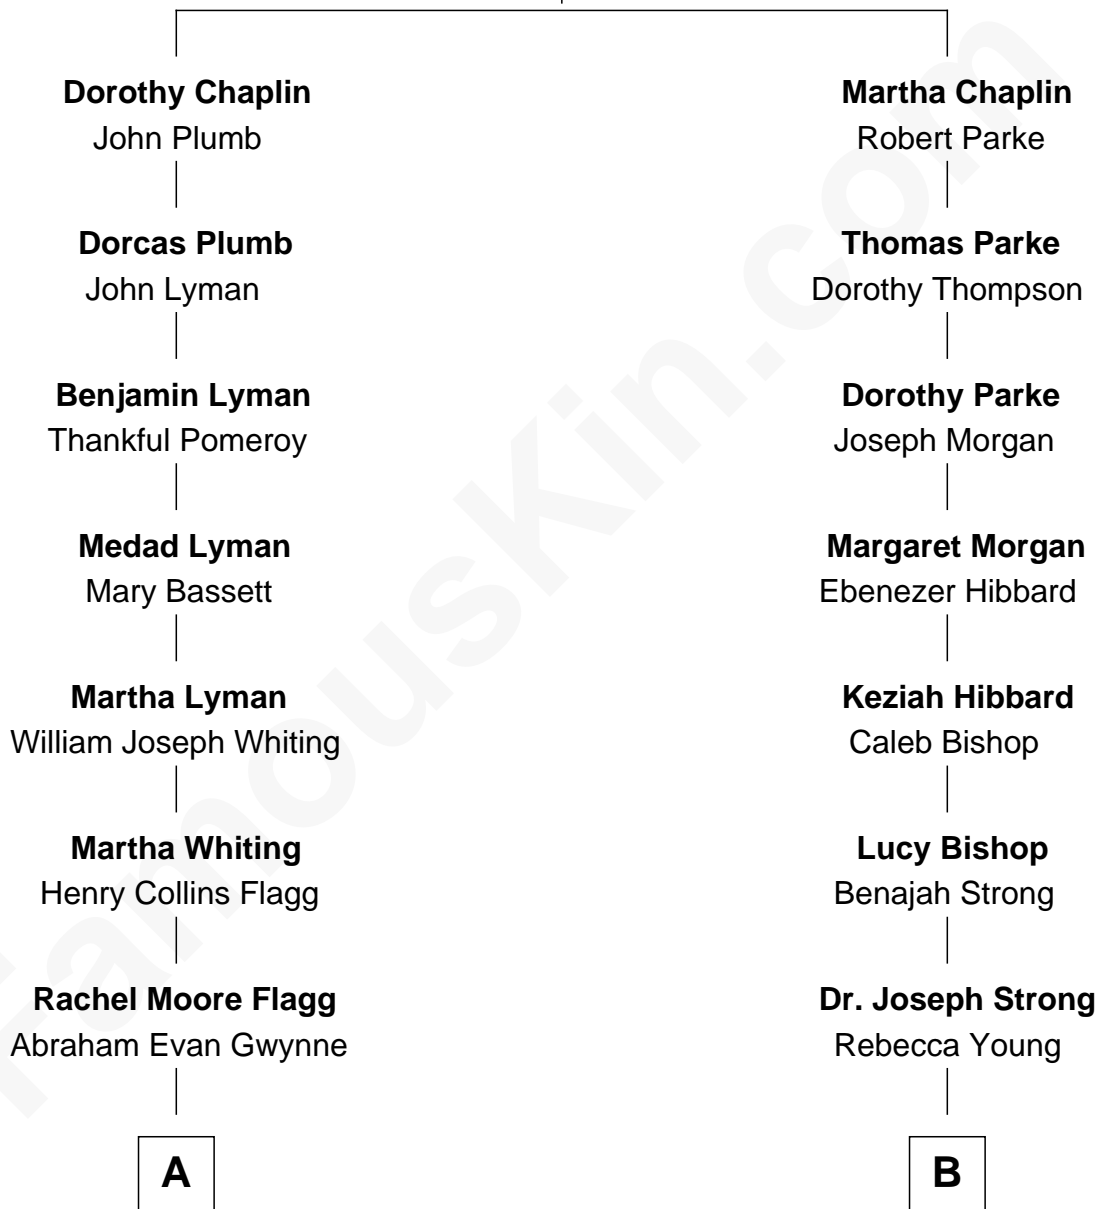 Dorothy Chaplin
John Plumb
Dorcas Plumb
John Lyman
Benjamin Lyman
Thankful Pomeroy
Medad Lyman
Mary Bassett
Martha Lyman
William Joseph Whiting
Martha Whiting
Henry Collins Flagg
Rachel Moore Flagg
Abraham Evan Gwynne
A
Martha Chaplin
Robert Parke
Thomas Parke
Dorothy Thompson
Dorothy Parke
Joseph Morgan
Margaret Morgan
Ebenezer Hibbard
Keziah Hibbard
Caleb Bishop
Lucy Bishop
Benajah Strong
Dr. Joseph Strong
Rebecca Young
B
FamousKin.com